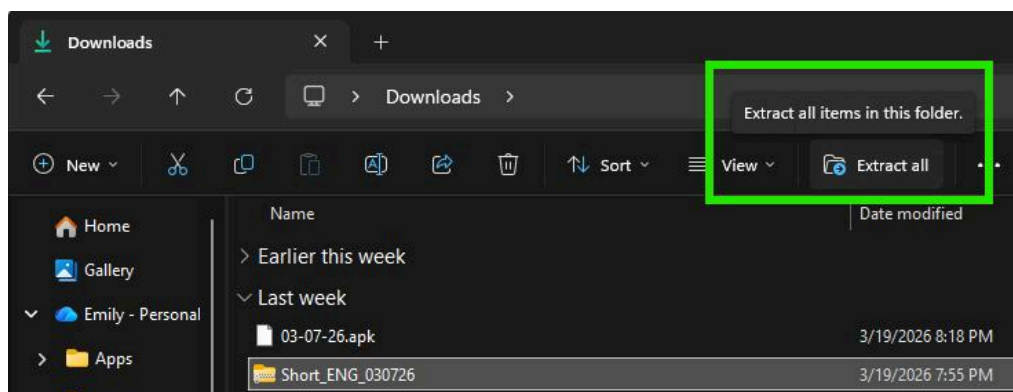 Downloads
Downloads
Extract all items in this folder.
New
Sort
View
Extract all
Name
Date modified
Home
Gallery
Emily - Personal
Apps
Earlier this week
Last week
03-07-26.apk
3/19/2026 8:18 PM
Short_ENG_030726
3/19/2026 7:55 PM